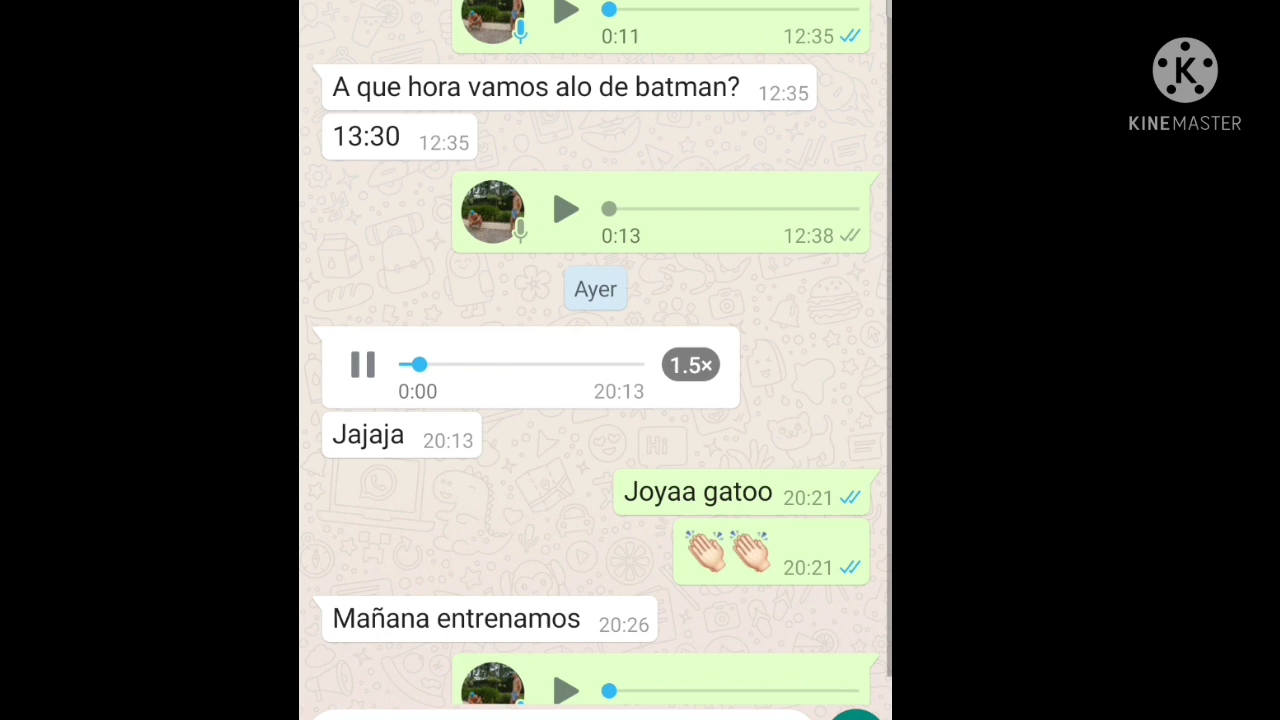 0:11 12:35
A que hora vamos alo de batman? 12:35
13:30 12:35
0:13 12:38
Ayer
1.5×
0:00 20:13
Jajaja 20:13
Joyaa gatoo 20:21
20:21
Mañana entrenamos 20:26
K
KINEMASTER
Hi